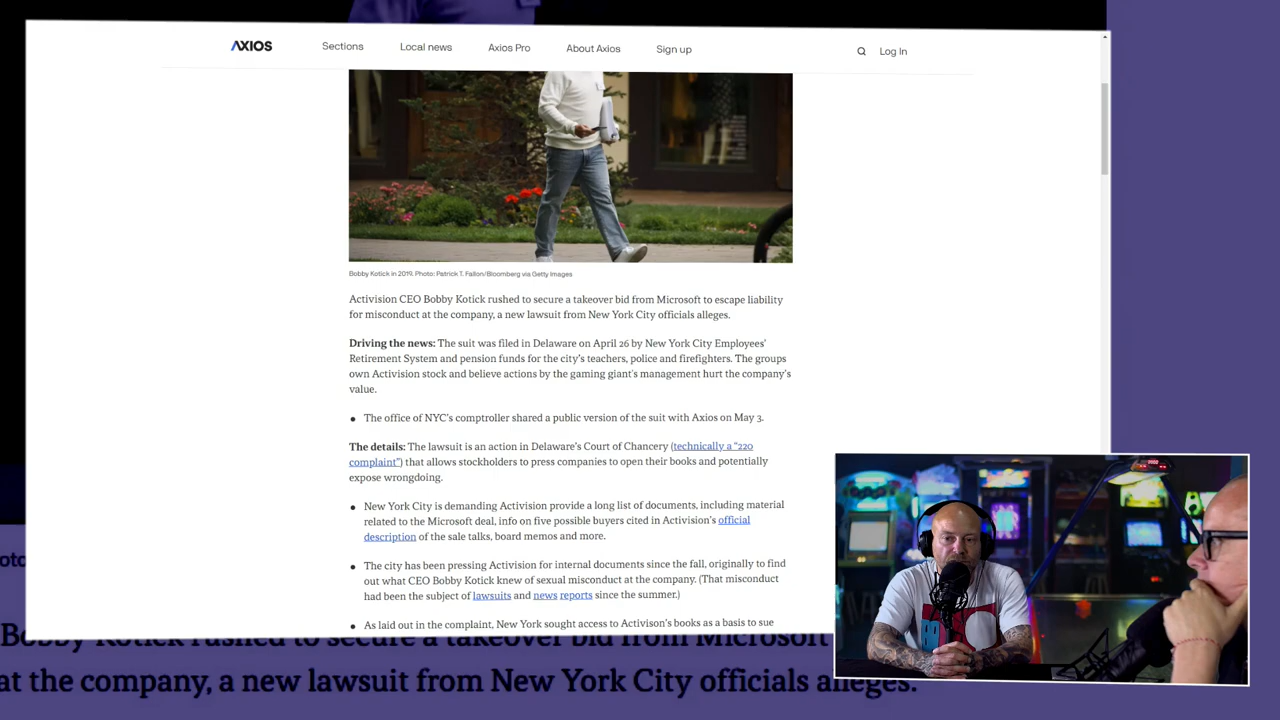 AXIOS
Sections
Local news
Axios Pro
About Axios
Sign up
Log In
Bobby Kotick in 2019. Photo: Patrick T. Fallon/Bloomberg via Getty Images
Activision CEO Bobby Kotick rushed to secure a takeover bid from Microsoft to escape liability
for misconduct at the company, a new lawsuit from New York City officials alleges.
Driving the news: The suit was filed in Delaware on April 26 by New York City Employees'
Retirement System and pension funds for the city's teachers, police and firefighters. The groups
own Activision stock and believe actions by the gaming giant's management hurt the company's
value.
• The office of NYC's comptroller shared a public version of the suit with Axios on May 3.
The details: The lawsuit is an action in Delaware's Court of Chancery (technically a "220
complaint") that allows stockholders to press companies to open their books and potentially
expose wrongdoing.
• New York City is demanding Activision provide a long list of documents, including material
related to the Microsoft deal, info on five possible buyers cited in Activision's official
description of the sale talks, board memos and more.
• The city has been pressing Activision for internal documents since the fall, originally to find
out what CEO Bobby Kotick knew of sexual misconduct at the company. (That misconduct
had been the subject of lawsuits and news reports since the summer.)
• As laid out in the complaint, New York sought access to Activison's books as a basis to sue
Bobby Kotick rushed to secure a takeover bid from Microsoft
at the company, a new lawsuit from New York City officials alleges.